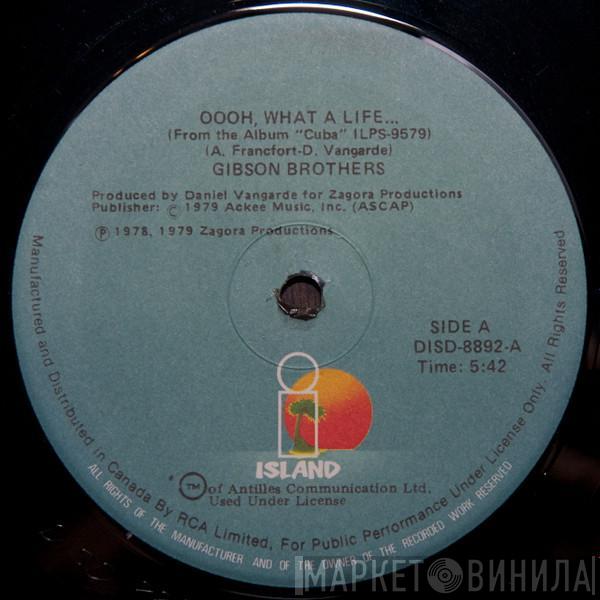 OOOH, WHAT A LIFE...
(From the Album "Cuba" ILPS-9579)
(A. Francfort-D. Vangarde)
GIBSON BROTHERS
Produced by Daniel Vangarde for Zagora Productions
Publisher: © 1979 Ackee Music, Inc. (ASCAP)
℗ 1978, 1979 Zagora Productions
SIDE A
DISD-8892-A
Time: 5:42
i
ISLAND
* ™ of Antilles Communication Ltd.
Used Under License
Manufactured and Distributed in Canada By RCA Limited, For Public Performance Under License Only. All Rights Reserved
ALL RIGHTS OF THE MANUFACTURER AND OF THE OWNER OF THE RECORDED WORK RESERVED
МАРКЕТ ВИНИЛА